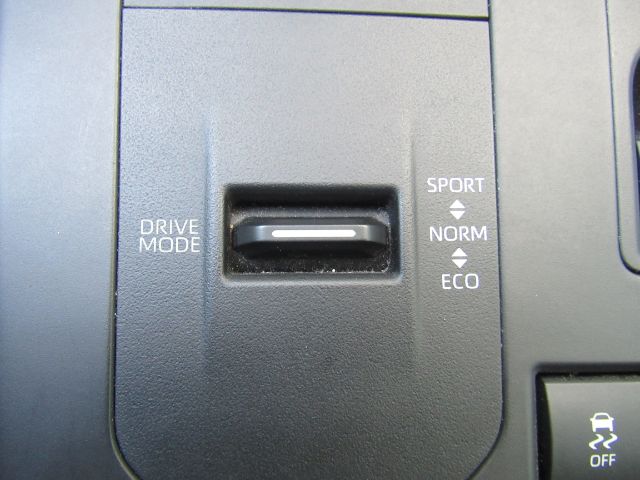 DRIVE
MODE
SPORT
NORM
ECO
OFF